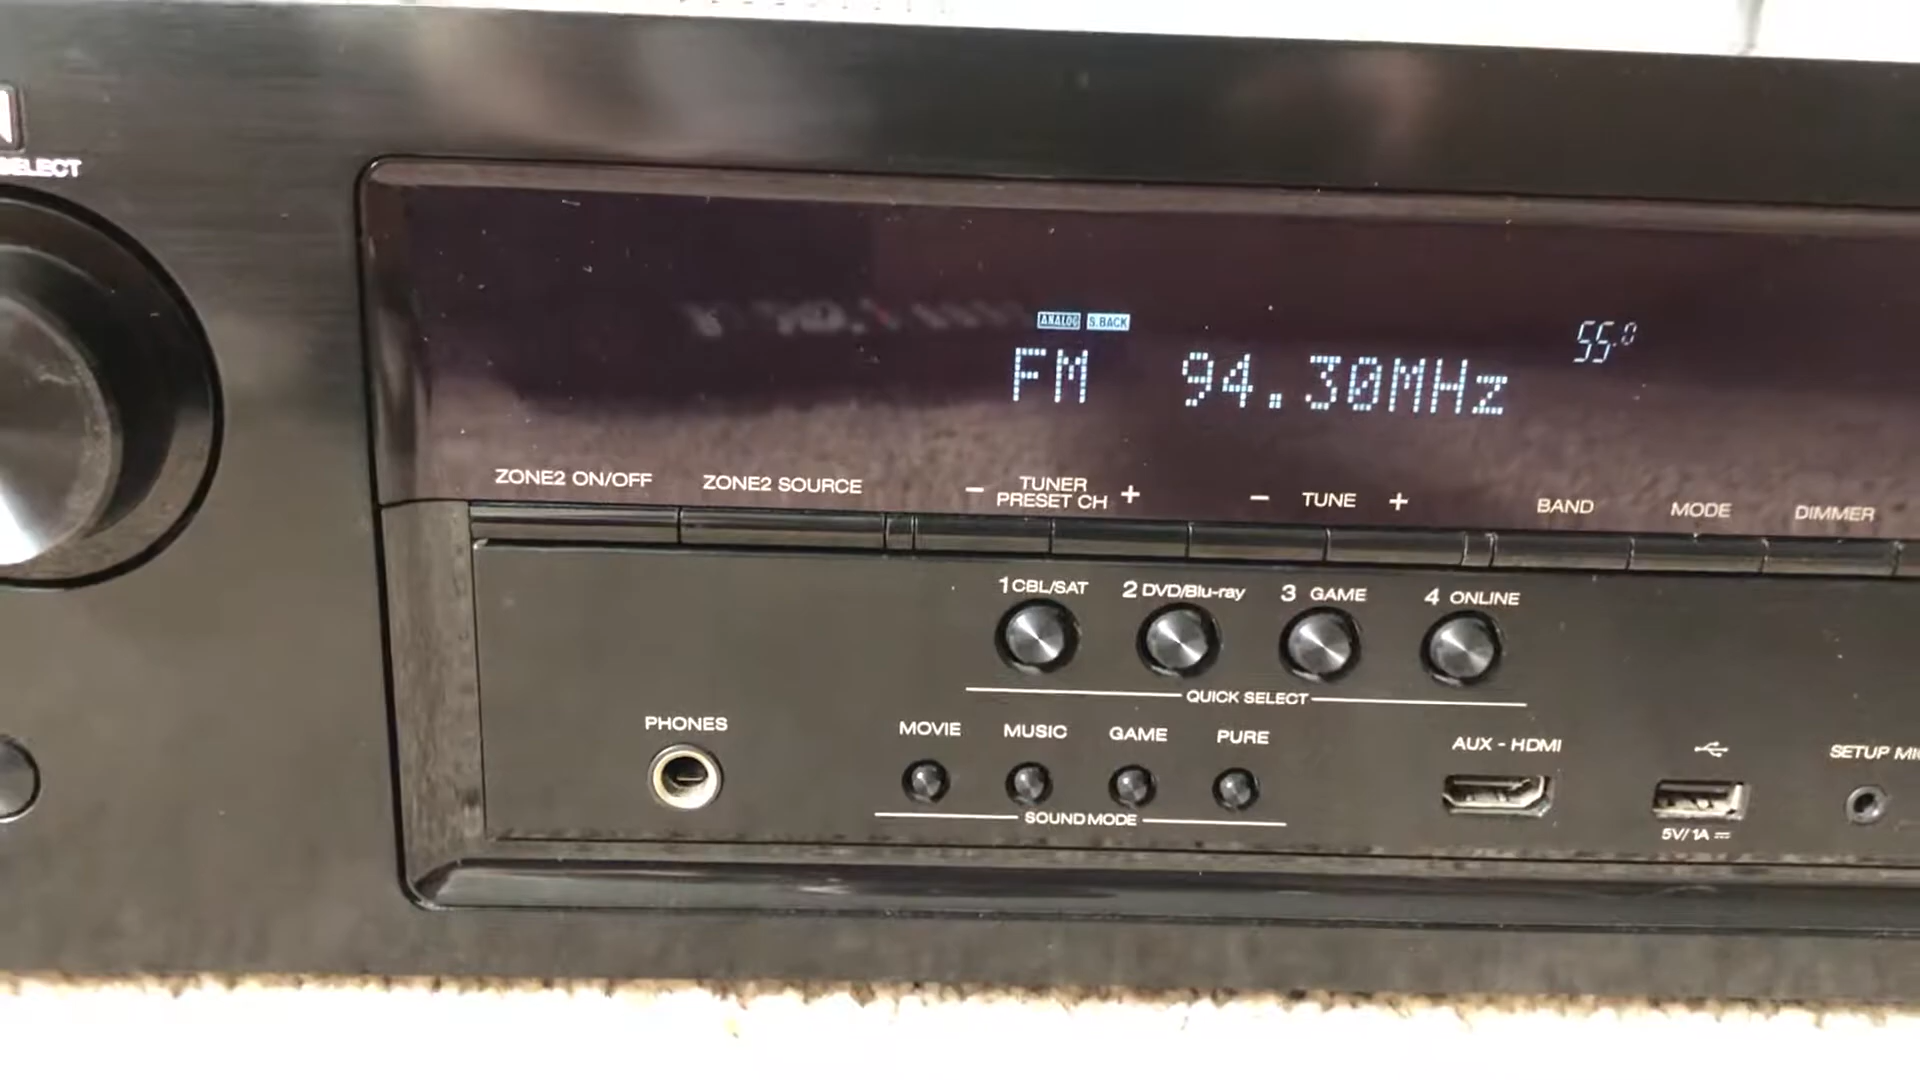 SELECT
ANALOG S.BACK
FM 94.30MHz
55.0
ZONE2 ON/OFF
ZONE2 SOURCE
- TUNER PRESET CH +
- TUNE +
BAND
MODE
DIMMER
1 CBL/SAT
2 DVD/Blu-ray
3 GAME
4 ONLINE
QUICK SELECT
PHONES
MOVIE
MUSIC
GAME
PURE
SOUND MODE
AUX - HDMI
5V/1A
SETUP